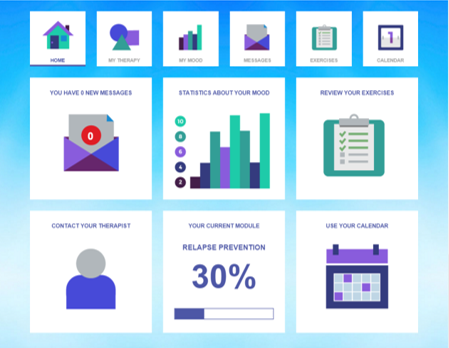 HOME
MY THERAPY
MY MOOD
MESSAGES
EXERCISES
1
CALENDAR
YOU HAVE 0 NEW MESSAGES
0
STATISTICS ABOUT YOUR MOOD
10
8
6
4
2
REVIEW YOUR EXERCISES
CONTACT YOUR THERAPIST
YOUR CURRENT MODULE
RELAPSE PREVENTION
30%
USE YOUR CALENDAR